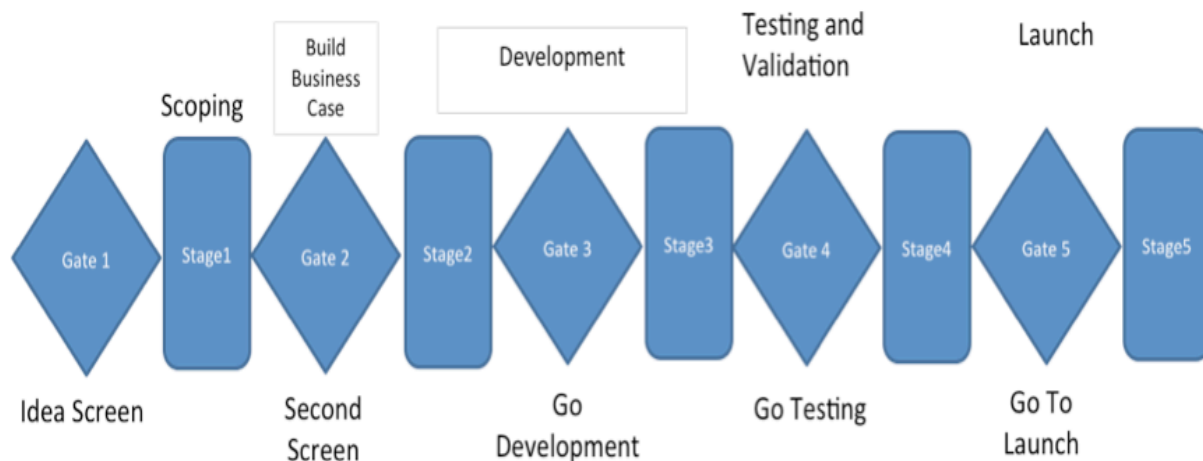 Build
Business
Case
Development
Testing and
Validation
Launch
Scoping
Gate 1
Stage1
Gate 2
Stage2
Gate 3
Stage3
Gate 4
Stage4
Gate 5
Stage5
Idea Screen
Second
Screen
Go
Development
Go Testing
Go To
Launch